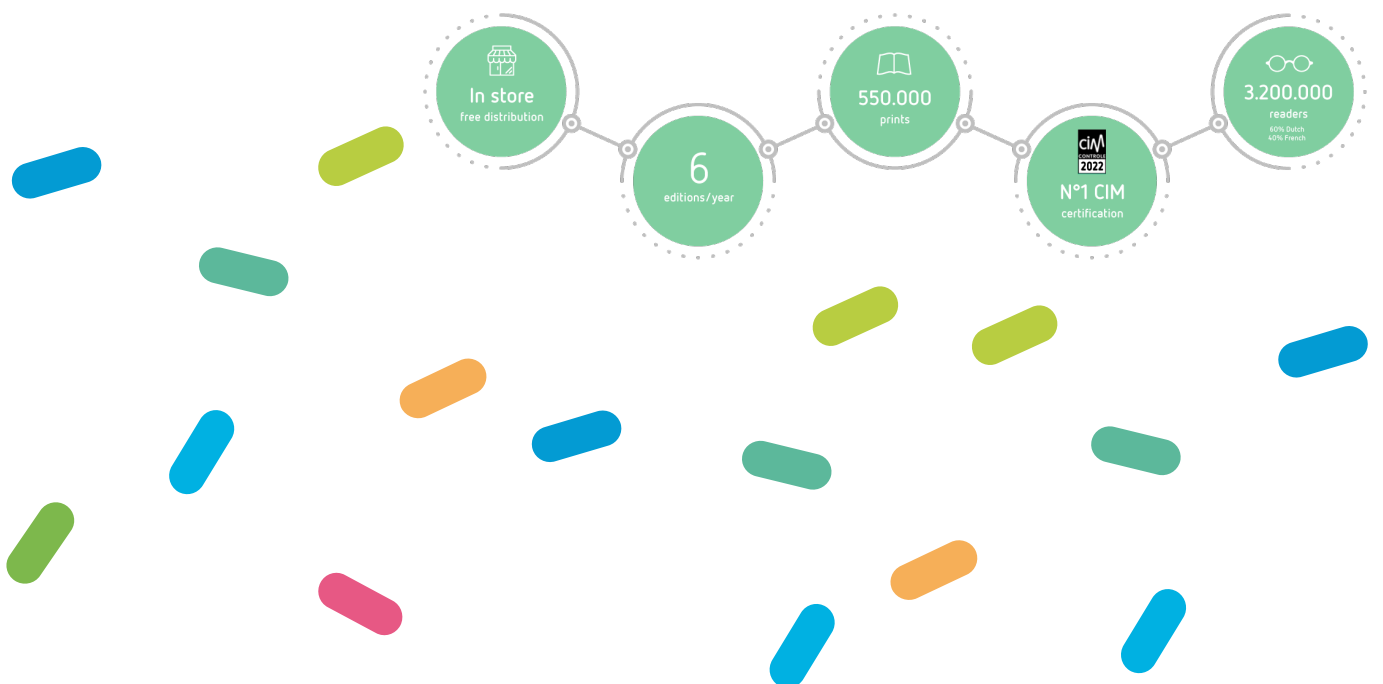 In store
free distribution
6
editions/year
550.000
prints
CiM
CONTROLE
2022
N°1 CIM
certification
3.200.000
readers
60% Dutch
40% French